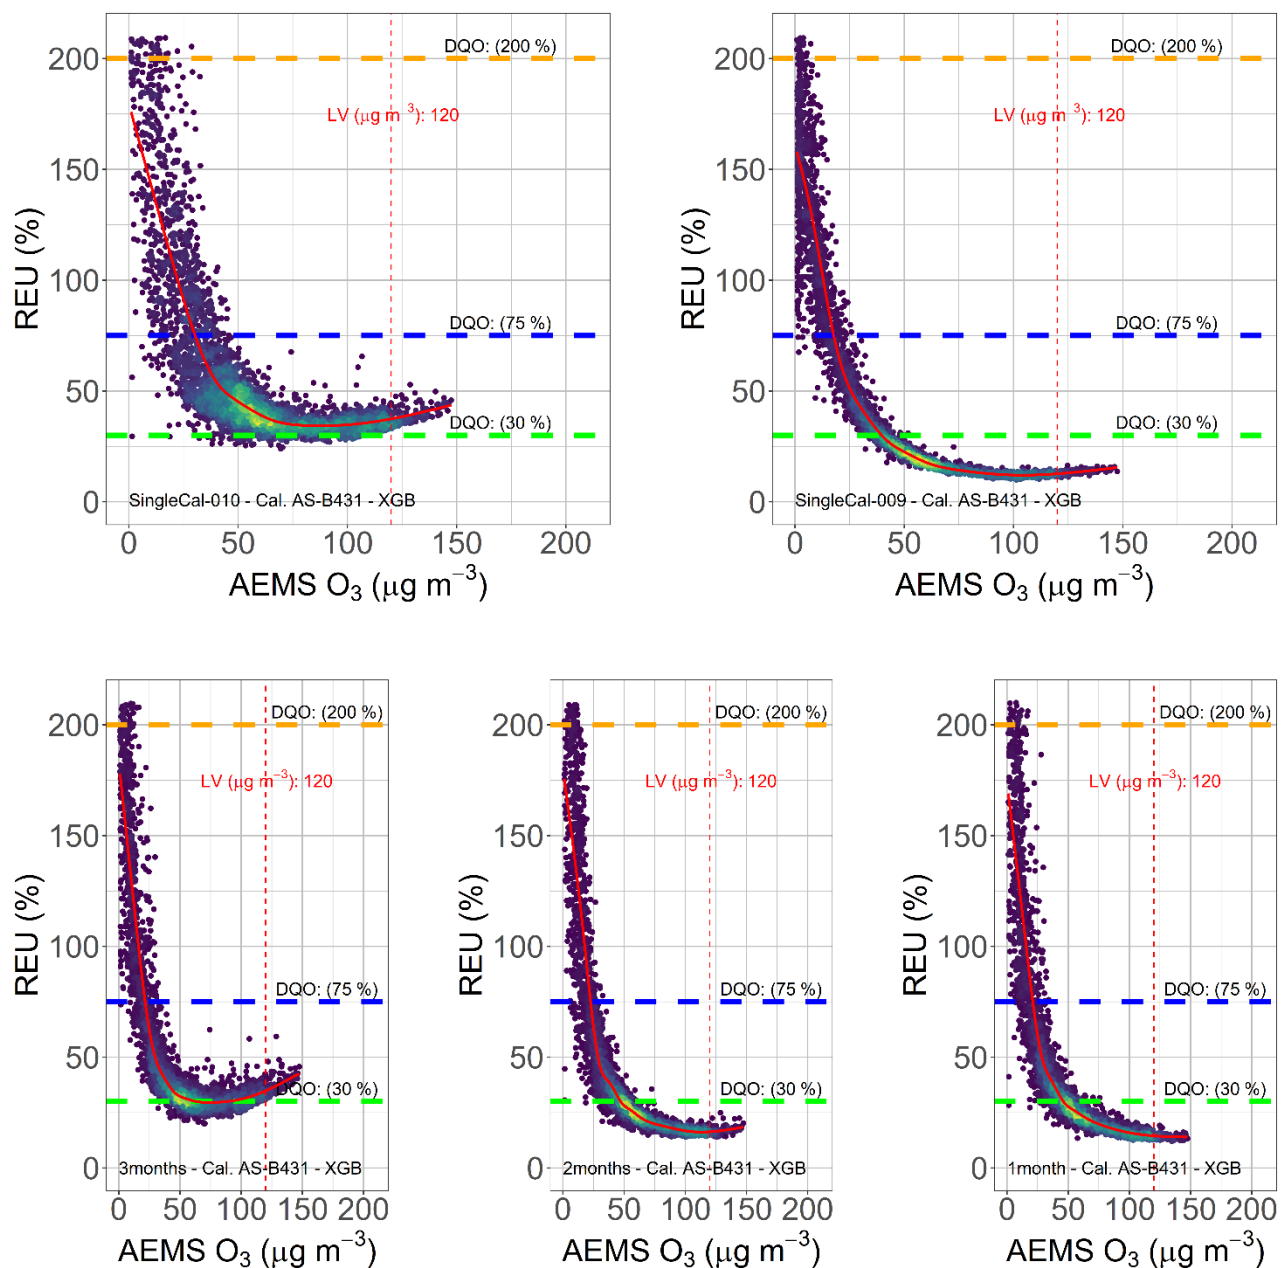 DQO: (200 %)
LV (μg m⁻³): 120
DQO: (75 %)
DQO: (30 %)
SingleCal-010 - Cal. AS-B431 - XGB
REU (%)
200
150
100
50
0
0 50 100 150 200
AEMS O₃ (μg m⁻³)
DQO: (200 %)
LV (μg m⁻³): 120
DQO: (75 %)
DQO: (30 %)
SingleCal-009 - Cal. AS-B431 - XGB
REU (%)
200
150
100
50
0
0 50 100 150 200
AEMS O₃ (μg m⁻³)
DQO: (200 %)
LV (μg m⁻³): 120
DQO: (75 %)
DQO: (30 %)
3months - Cal. AS-B431 - XGB
REU (%)
200
150
100
50
0
0 50 100 150 200
AEMS O₃ (μg m⁻³)
DQO: (200 %)
LV (μg m⁻³): 120
DQO: (75 %)
DQO: (30 %)
2months - Cal. AS-B431 - XGB
REU (%)
200
150
100
50
0
0 50 100 150 200
AEMS O₃ (μg m⁻³)
DQO: (200 %)
LV (μg m⁻³): 120
DQO: (75 %)
DQO: (30 %)
1month - Cal. AS-B431 - XGB
REU (%)
200
150
100
50
0
0 50 100 150 200
AEMS O₃ (μg m⁻³)